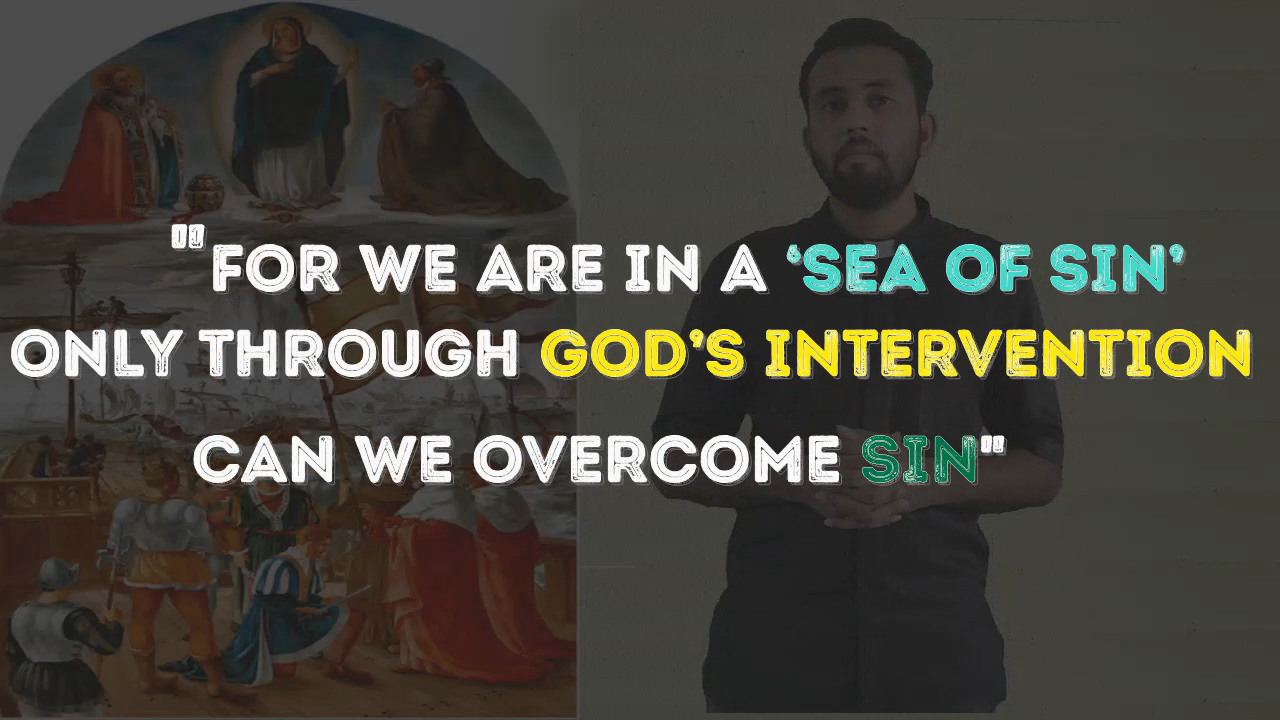 "FOR WE ARE IN A ‘SEA OF SIN’
ONLY THROUGH GOD’S INTERVENTION
CAN WE OVERCOME SIN"